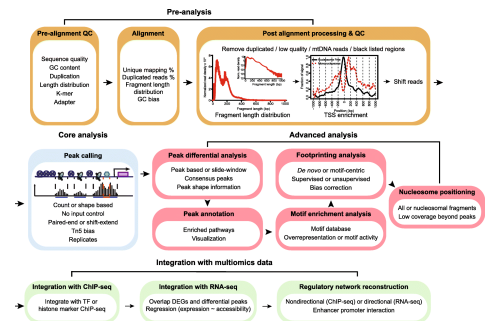 Pre-analysis
Pre-alignment QC
Sequence quality
GC content
Duplication
Length distribution
K-mer
Adapter
Alignment
Unique mapping %
Duplicated reads %
Fragment length
distribution
GC bias
Post alignment processing & QC
Remove duplicated / low quality / mtDNA reads / black listed regions
Fragment length (bp)
Fragment length (bp)
Fragment length distribution
Position (bp)
TSS enrichment
Shift reads
Core analysis
Peak calling
Count or shape based
No input control
Paired-end or shift-extend
Tn5 bias
Replicates
Advanced analysis
Peak differential analysis
Peak based or slide-window
Consensus peaks
Peak shape information
Peak annotation
Enriched pathways
Visualization
Footprinting analysis
De novo or motif-centric
Supervised or unsupervised
Bias correction
Motif enrichment analysis
Motif database
Overrepresentation or motif activity
Nucleosome positioning
All or nucleosomal fragments
Low coverage beyond peaks
Integration with multiomics data
Integration with ChIP-seq
Integrate with TF or
histone marker ChIP-seq
Integration with RNA-seq
Overlap DEGs and differential peaks
Regression (expression ~ accessibility)
Regulatory network reconstruction
Nondirectional (ChIP-seq) or directional (RNA-seq)
Enhancer promoter interaction